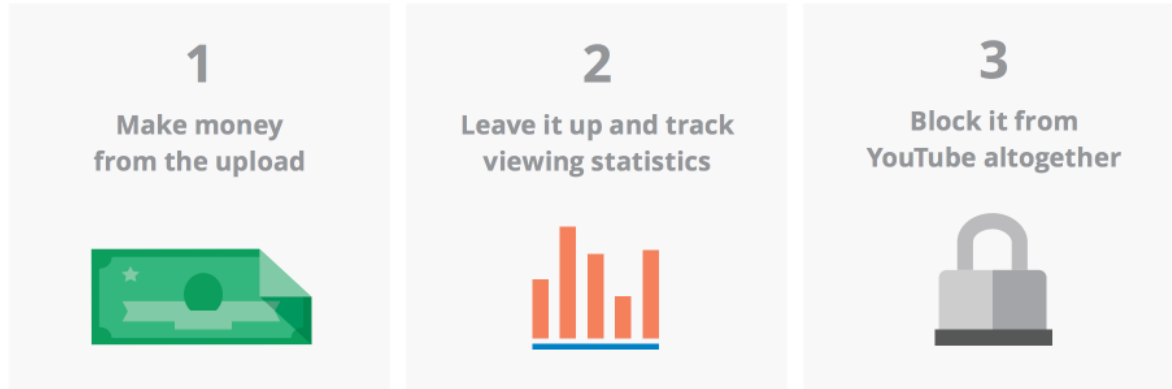 1
Make money
from the upload
2
Leave it up and track
viewing statistics
3
Block it from
YouTube altogether